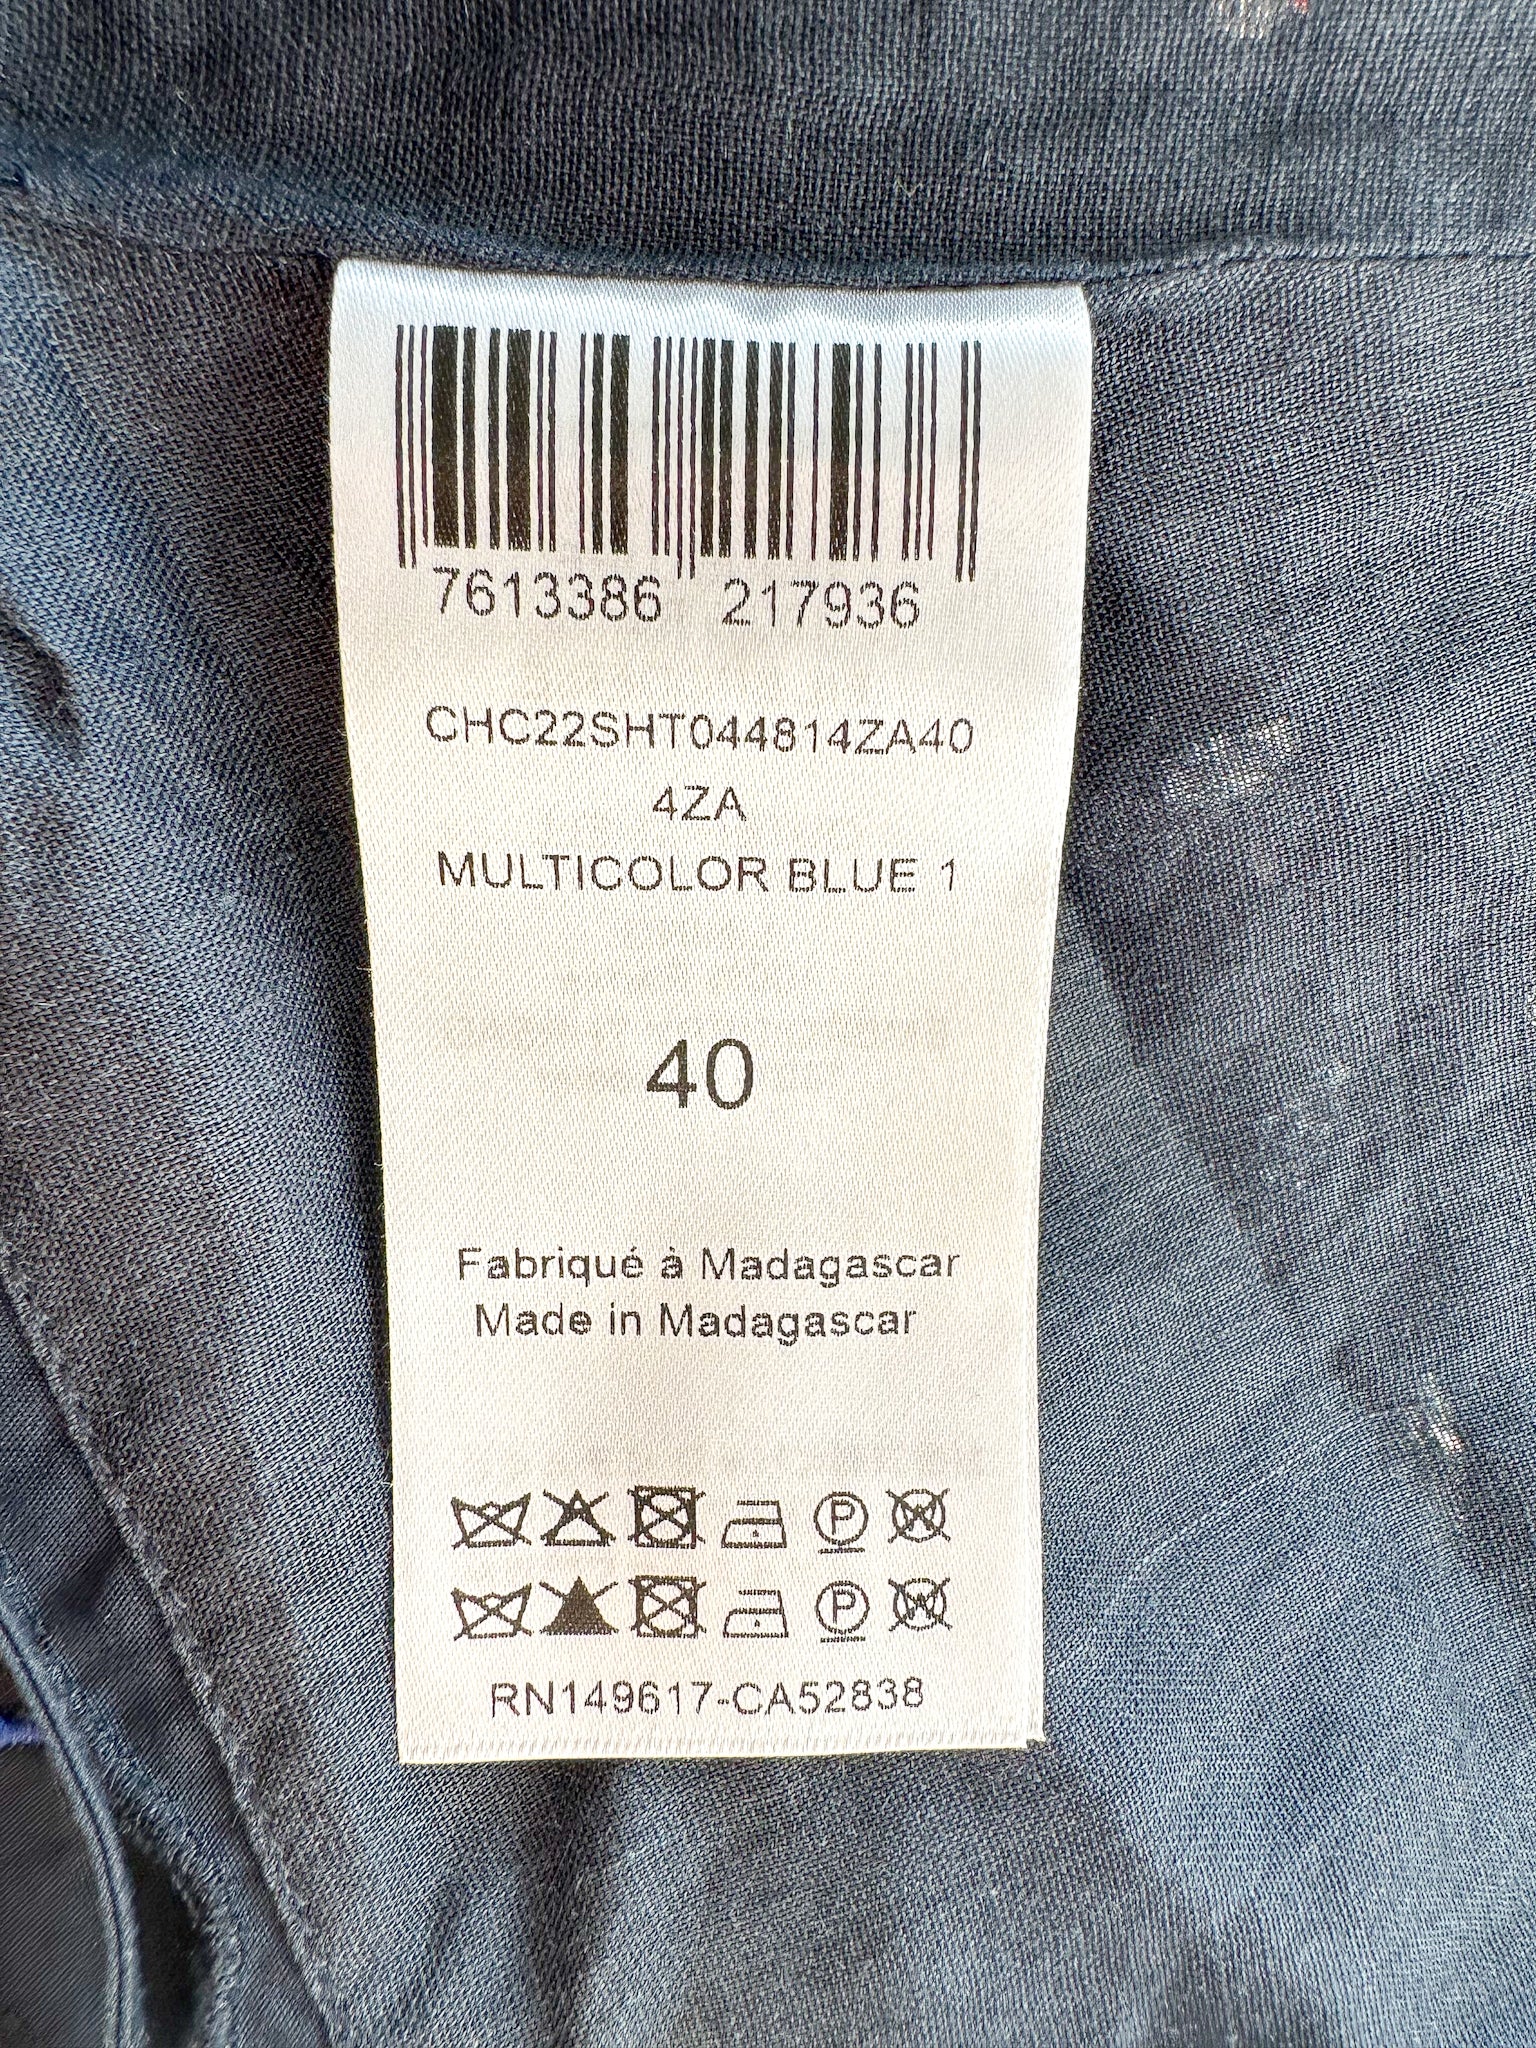 7613386 217936
CHC22SHT044814ZA40
4ZA
MULTICOLOR BLUE 1
40
Fabriqué à Madagascar
Made in Madagascar
P W
P W
RN149617-CA52838